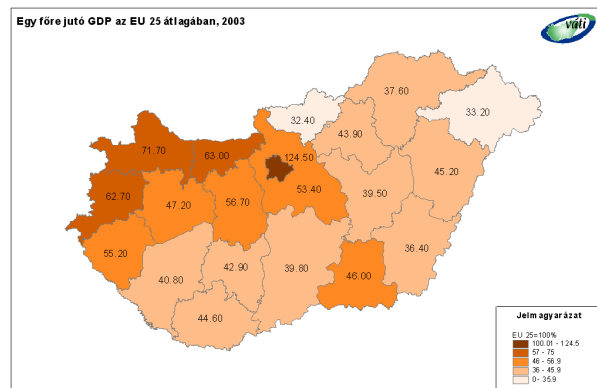 Egy főre jutó GDP az EU 25 átlagában, 2003
váti
37.60
32.40
33.20
43.90
71.70
63.00
124.50
45.20
62.70
53.40
39.50
47.20
56.70
55.20
36.40
42.90
39.80
46.00
40.80
44.60
Jelmagyarázat
EU 25=100%
100.01 - 124.5
57 - 75
46 - 56.9
36 - 45.9
0 - 35.9